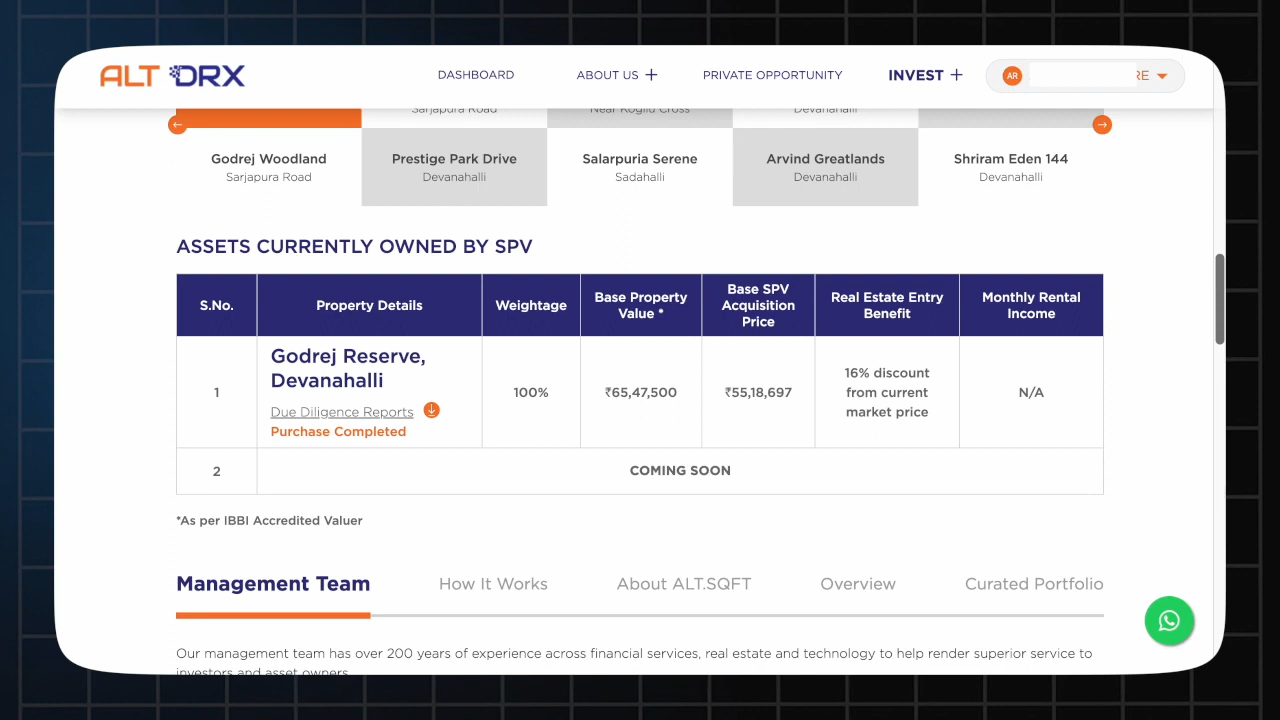 ALT DRX
DASHBOARD
ABOUT US +
PRIVATE OPPORTUNITY
INVEST +
AR
RE
Sarjapura Road
Near Kogilu Cross
Devanahalli
Godrej Woodland
Sarjapura Road
Prestige Park Drive
Devanahalli
Salarpuria Serene
Sadahalli
Arvind Greatlands
Devanahalli
Shriram Eden 144
Devanahalli
ASSETS CURRENTLY OWNED BY SPV
S.No.
Property Details
Weightage
Base Property
Value *
Base SPV
Acquisition
Price
Real Estate Entry
Benefit
Monthly Rental
Income
1
Godrej Reserve,
Devanahalli
Due Diligence Reports
Purchase Completed
100%
₹65,47,500
₹55,18,697
16% discount
from current
market price
N/A
2
COMING SOON
*As per IBBI Accredited Valuer
Management Team
How It Works
About ALT.SQFT
Overview
Curated Portfolio
Our management team has over 200 years of experience across financial services, real estate and technology to help render superior service to
investors and asset owners.